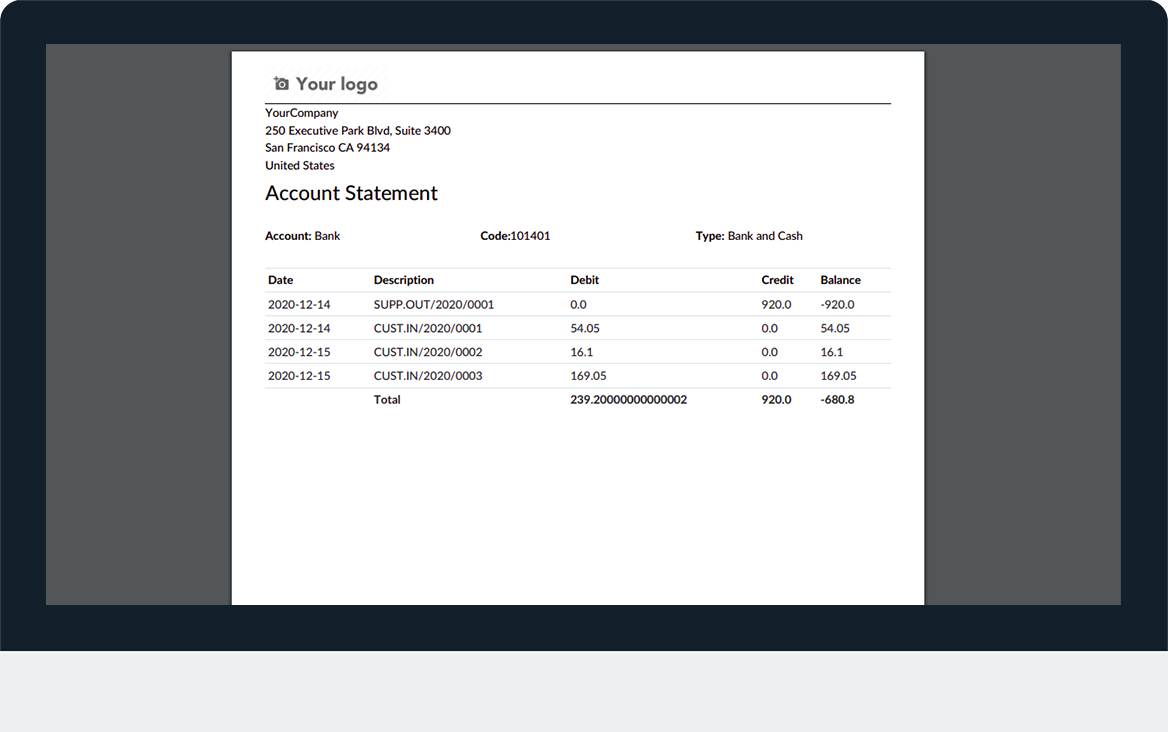 Your logo
YourCompany
250 Executive Park Blvd, Suite 3400
San Francisco CA 94134
United States
Account Statement
Account: Bank Code:101401 Type: Bank and Cash
Date Description Debit Credit Balance
2020-12-14 SUPP.OUT/2020/0001 0.0 920.0 -920.0
2020-12-14 CUST.IN/2020/0001 54.05 0.0 54.05
2020-12-15 CUST.IN/2020/0002 16.1 0.0 16.1
2020-12-15 CUST.IN/2020/0003 169.05 0.0 169.05
Total 239.20000000000002 920.0 -680.8